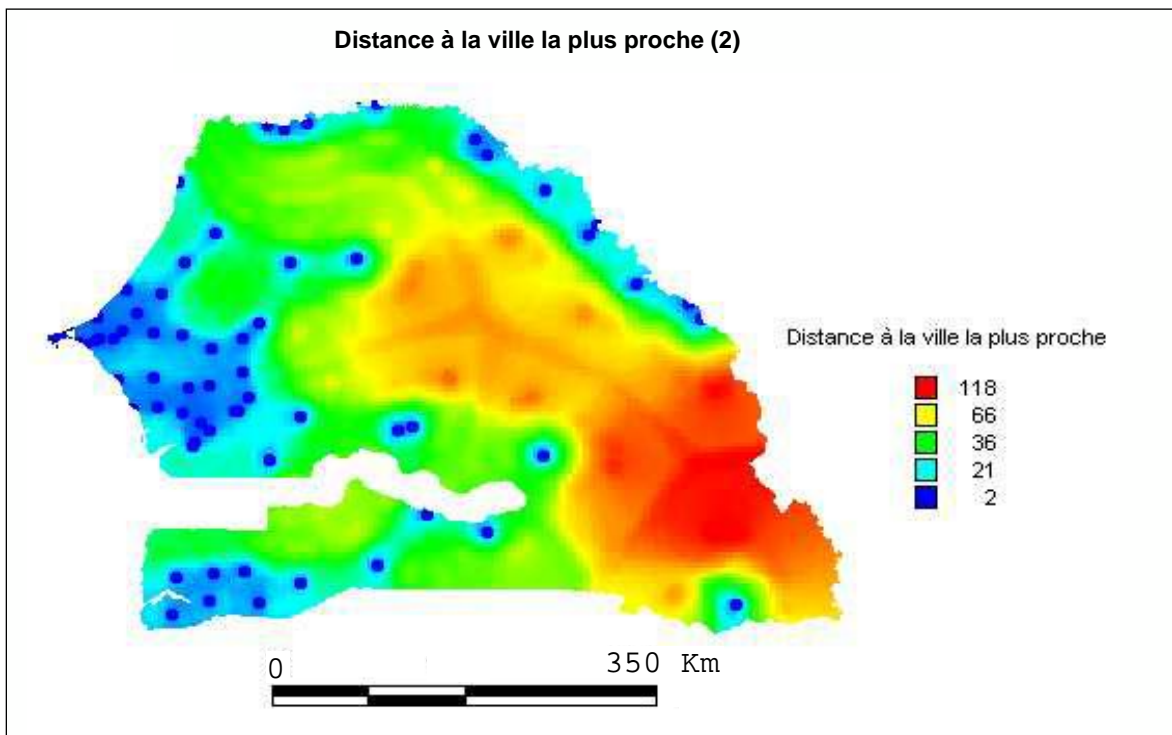 Distance à la ville la plus proche (2)
Distance à la ville la plus proche
118
66
36
21
2
0 350 Km